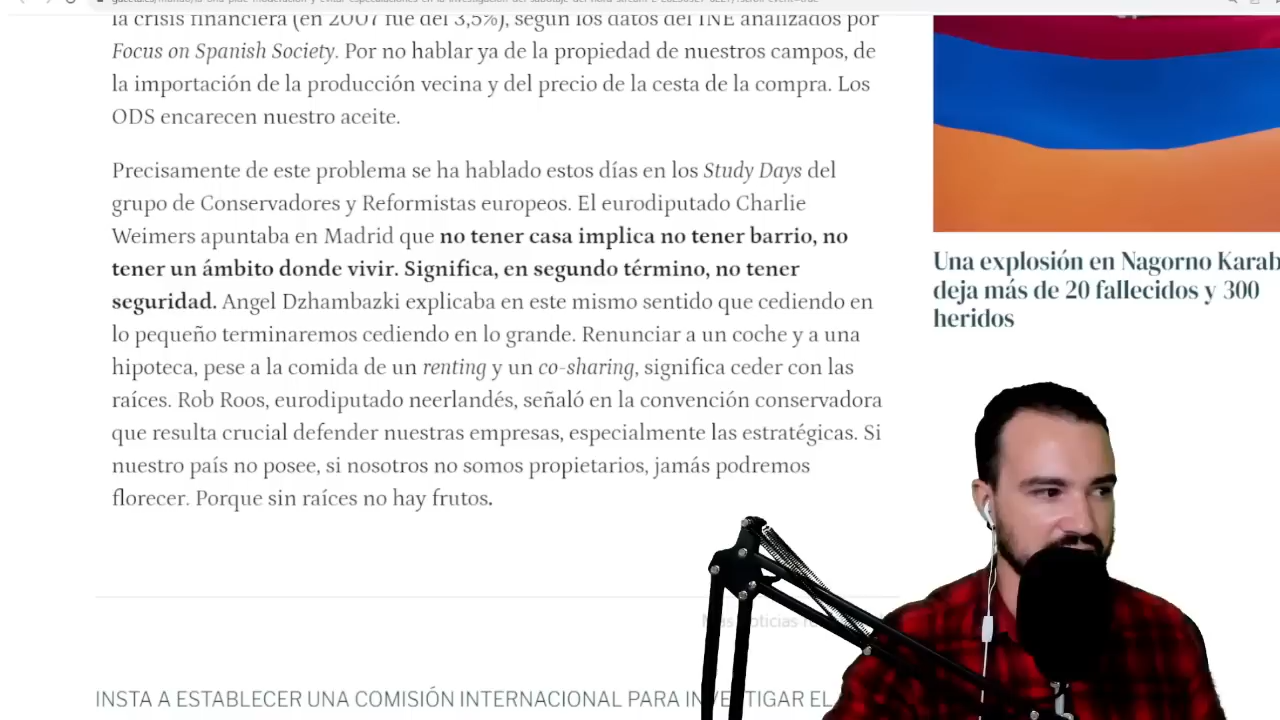 la crisis financiera (en 2007 fue del 3,5%), según los datos del INE analizados por
Focus on Spanish Society. Por no hablar ya de la propiedad de nuestros campos, de
la importación de la producción vecina y del precio de la cesta de la compra. Los
ODS encarecen nuestro aceite.
Precisamente de este problema se ha hablado estos días en los Study Days del
grupo de Conservadores y Reformistas europeos. El eurodiputado Charlie
Weimers apuntaba en Madrid que no tener casa implica no tener barrio, no
tener un ámbito donde vivir. Significa, en segundo término, no tener
seguridad. Angel Dzhambazki explicaba en este mismo sentido que cediendo en
lo pequeño terminaremos cediendo en lo grande. Renunciar a un coche y a una
hipoteca, pese a la comida de un renting y un co-sharing, significa ceder con las
raíces. Rob Roos, eurodiputado neerlandés, señaló en la convención conservadora
que resulta crucial defender nuestras empresas, especialmente las estratégicas. Si
nuestro país no posee, si nosotros no somos propietarios, jamás podremos
florecer. Porque sin raíces no hay frutos.
Una explosión en Nagorno Karab
deja más de 20 fallecidos y 300
heridos
INSTA A ESTABLECER UNA COMISIÓN INTERNACIONAL PARA INVESTIGAR EL